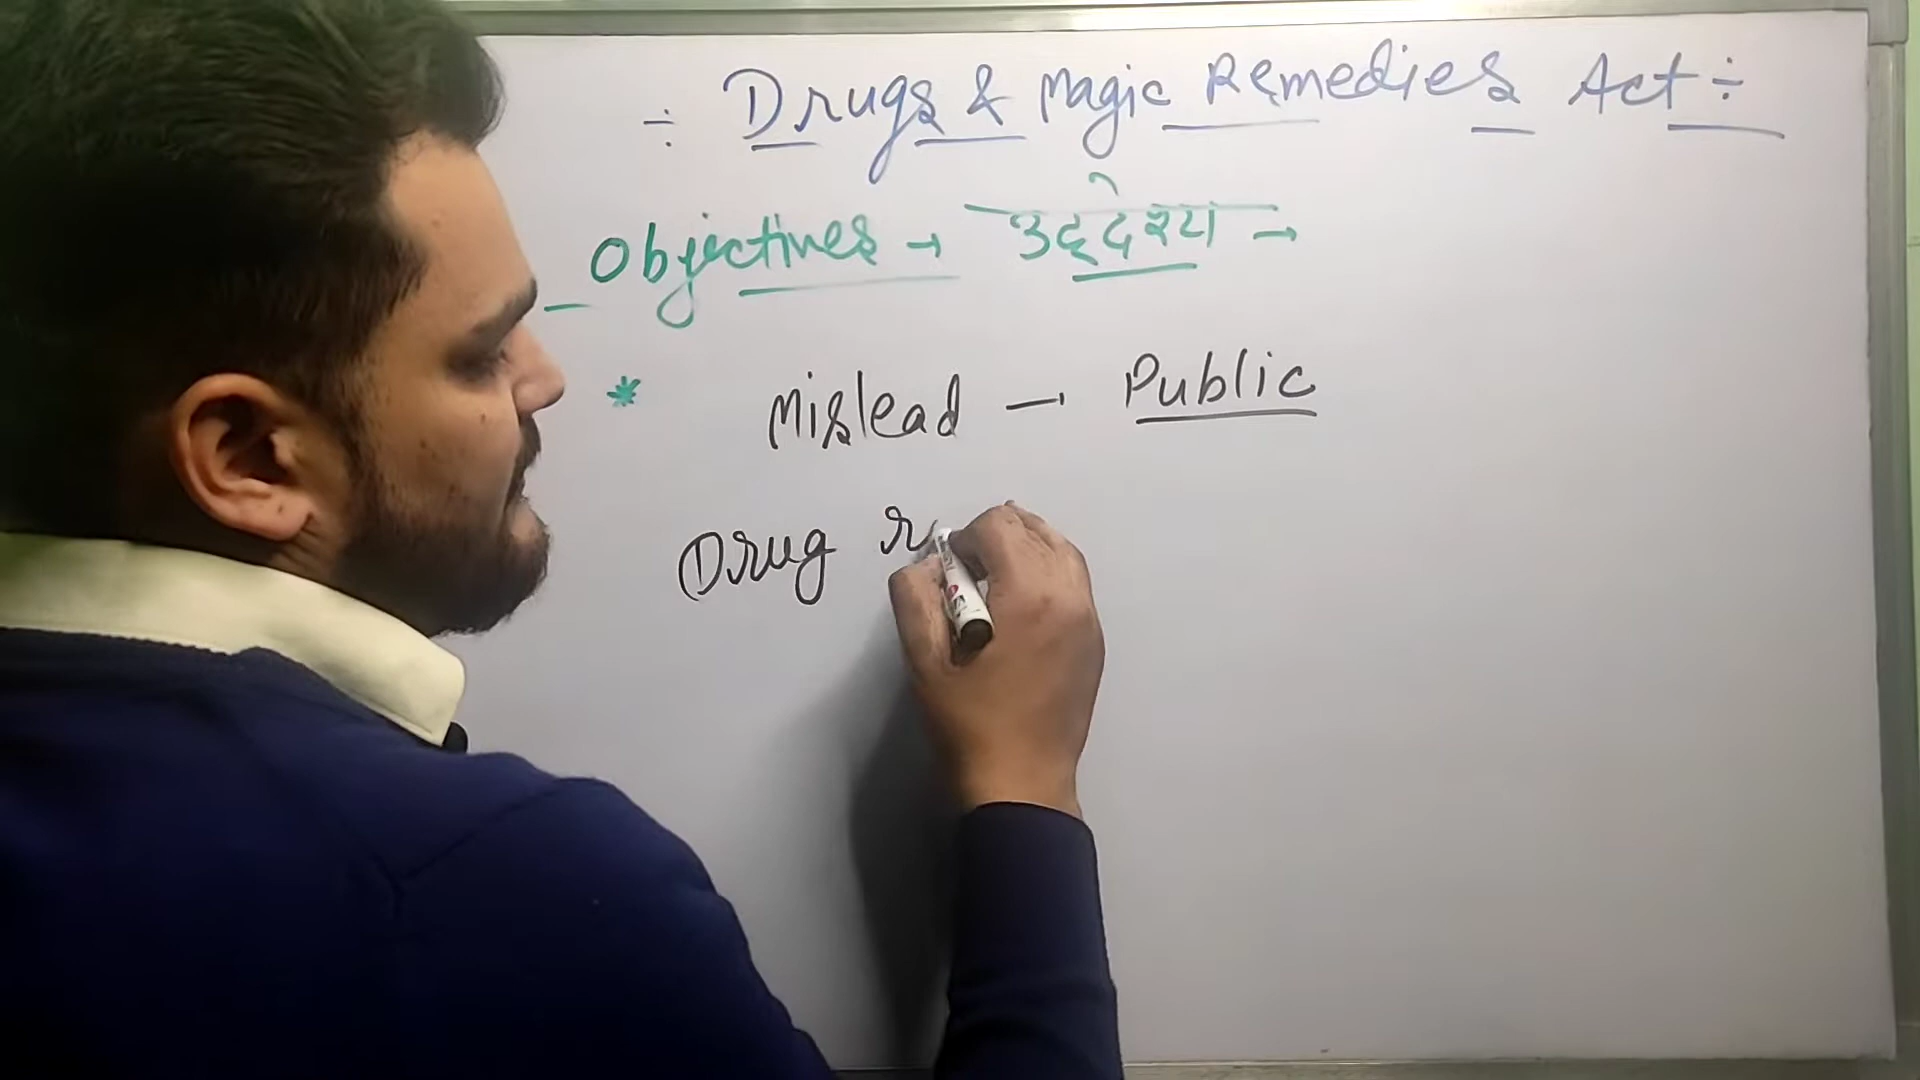 ÷ Drugs & Magic Remedies Act ÷
Objectives → उद्देश्य →
* Mislead → Public
Drug r